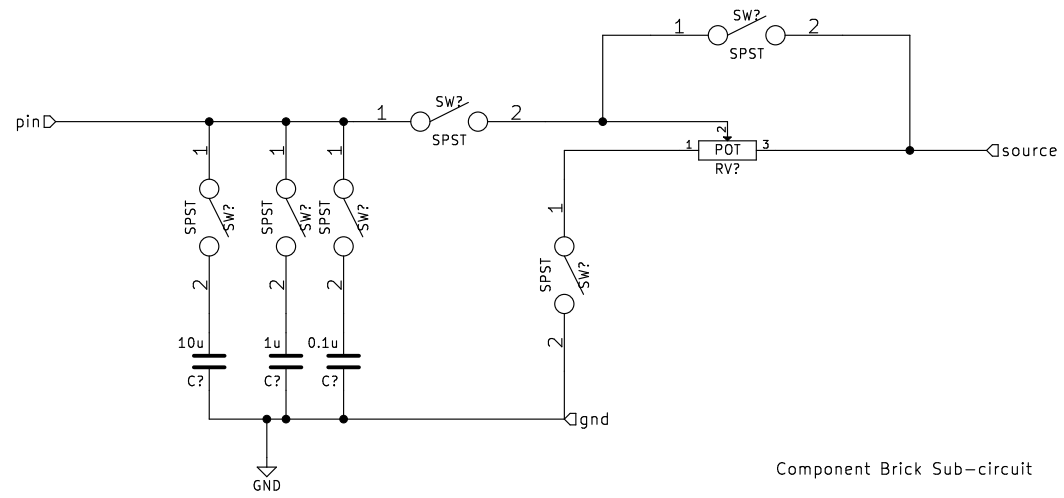 SW?
1
2
SPST
SW?
pin
1
2
SPST
2
1
POT
3
RV?
source
1
1
1
SPST
SW?
SPST
SW?
SPST
SW?
1
SPST
SW?
2
2
2
2
10u
1u
0.1u
C?
C?
C?
gnd
GND
Component Brick Sub-circuit